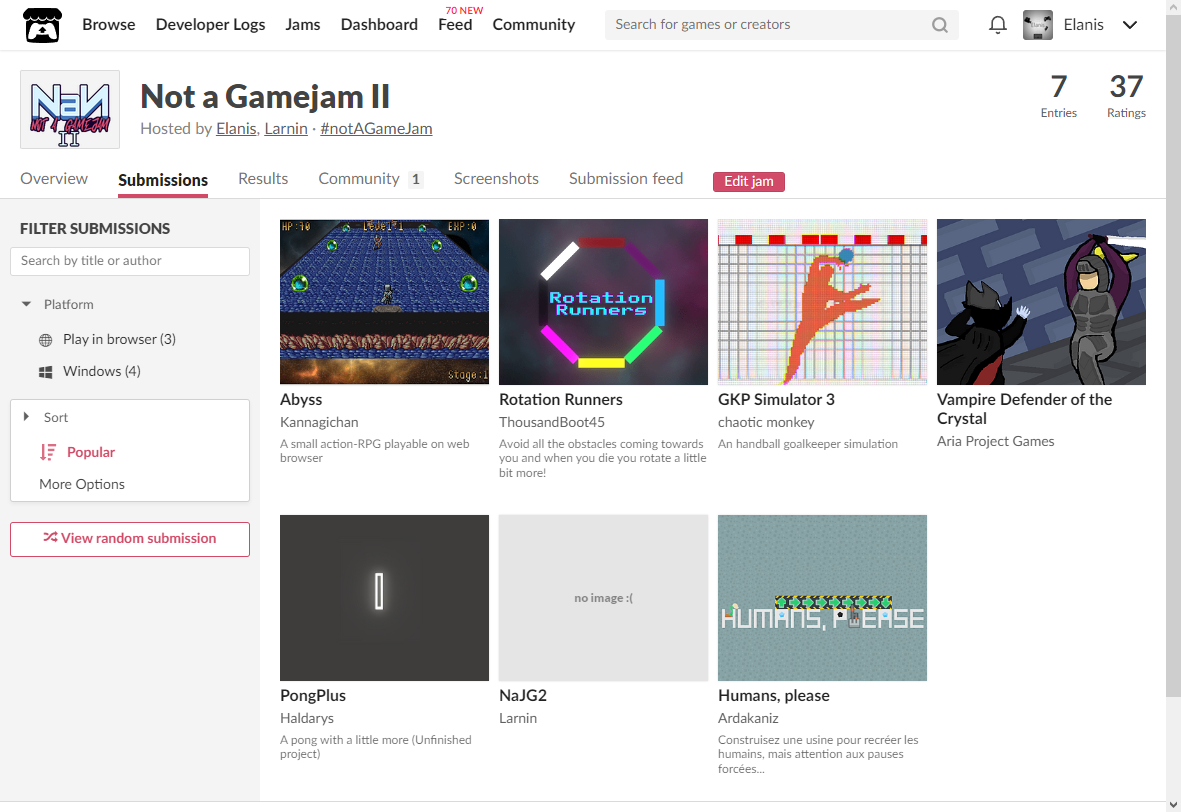 70 NEW
Browse Developer Logs Jams Dashboard Feed Community Search for games or creators Elanis
NaN
NOT A GAMEJAM
II
Not a Gamejam II
Hosted by Elanis, Larnin · #notAGameJam
7 37
Entries Ratings
Overview Submissions Results Community 1 Screenshots Submission feed Edit jam
FILTER SUBMISSIONS
Search by title or author
Platform
Play in browser (3)
Windows (4)
Sort
Popular
More Options
View random submission
HP:10 Level:1 EXP:0
Stage:1
Abyss
Kannagichan
A small action-RPG playable on web
browser
Rotation
Runners
Rotation Runners
ThousandBoot45
Avoid all the obstacles coming towards
you and when you die you rotate a little
bit more!
GKP Simulator 3
chaotic monkey
An handball goalkeeper simulation
Vampire Defender of the
Crystal
Aria Project Games
PongPlus
Haldarys
A pong with a little more (Unfinished
project)
no image :(
NaJG2
Larnin
HUMANS, PLEASE
Humans, please
Ardakaniz
Construisez une usine pour recréer les
humains, mais attention aux pauses
forcées...